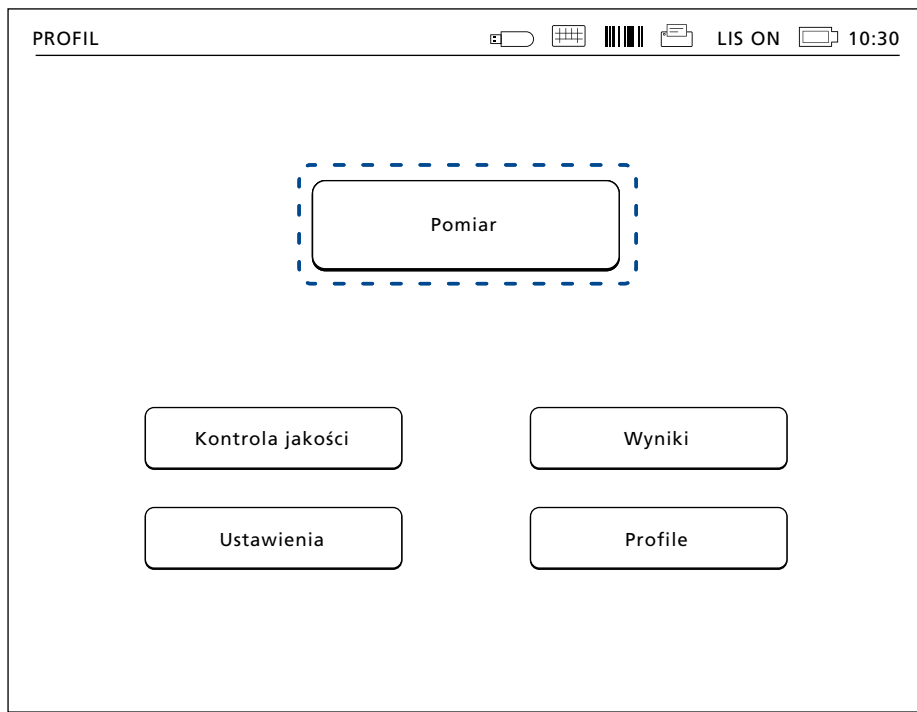 PROFIL LIS ON 10:30
Pomiar
Kontrola jakości Wyniki
Ustawienia Profile